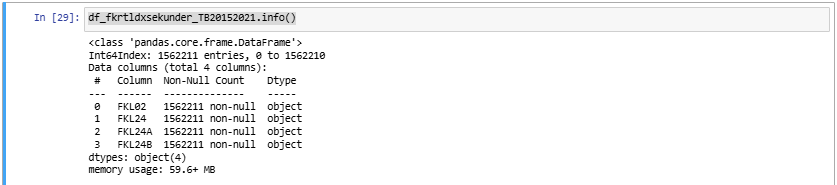 In [29]: df_fkrtldxsekunder_TB20152021.info()
<class 'pandas.core.frame.DataFrame'>
Int64Index: 1562211 entries, 0 to 1562210
Data columns (total 4 columns):
 #   Column  Non-Null Count    Dtype
---  ------  --------------    -----
 0   FKL02   1562211 non-null  object
 1   FKL24   1562211 non-null  object
 2   FKL24A  1562211 non-null  object
 3   FKL24B  1562211 non-null  object
dtypes: object(4)
memory usage: 59.6+ MB